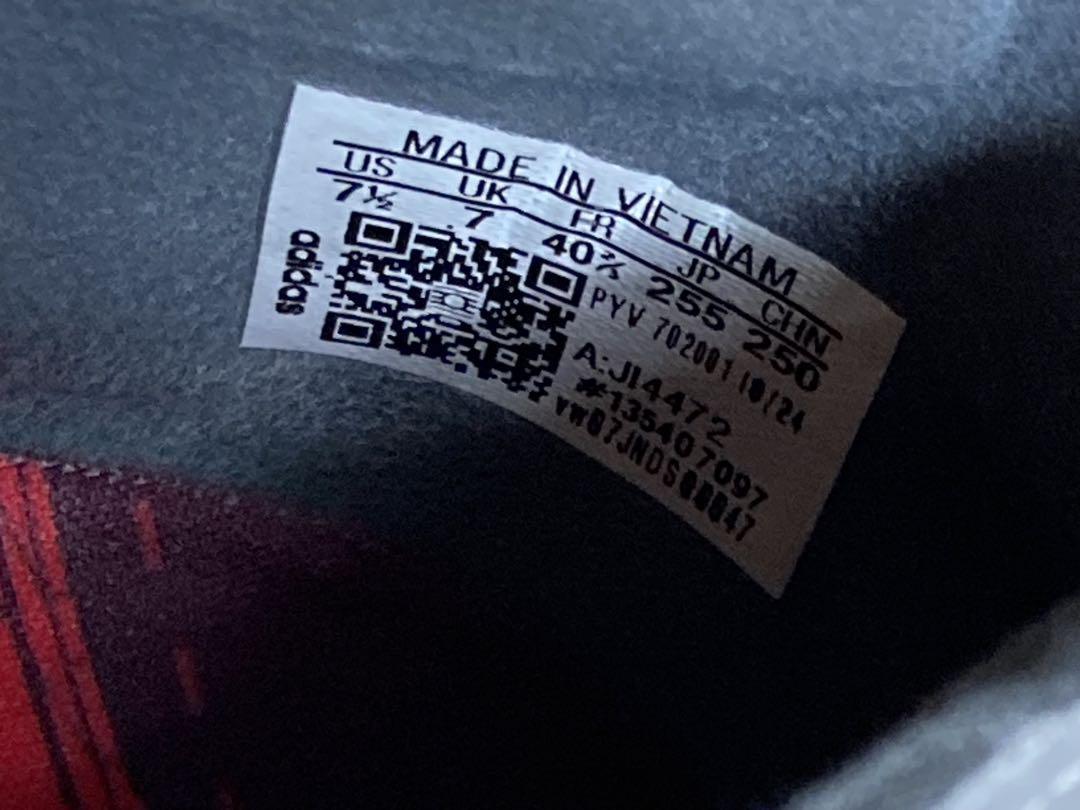 MADE IN VIETNAM
US UK FR JP CHN
7½ 7 40⅔ 255 250
PYV 702001 10/24
A:JI4472
#135407097
adidas